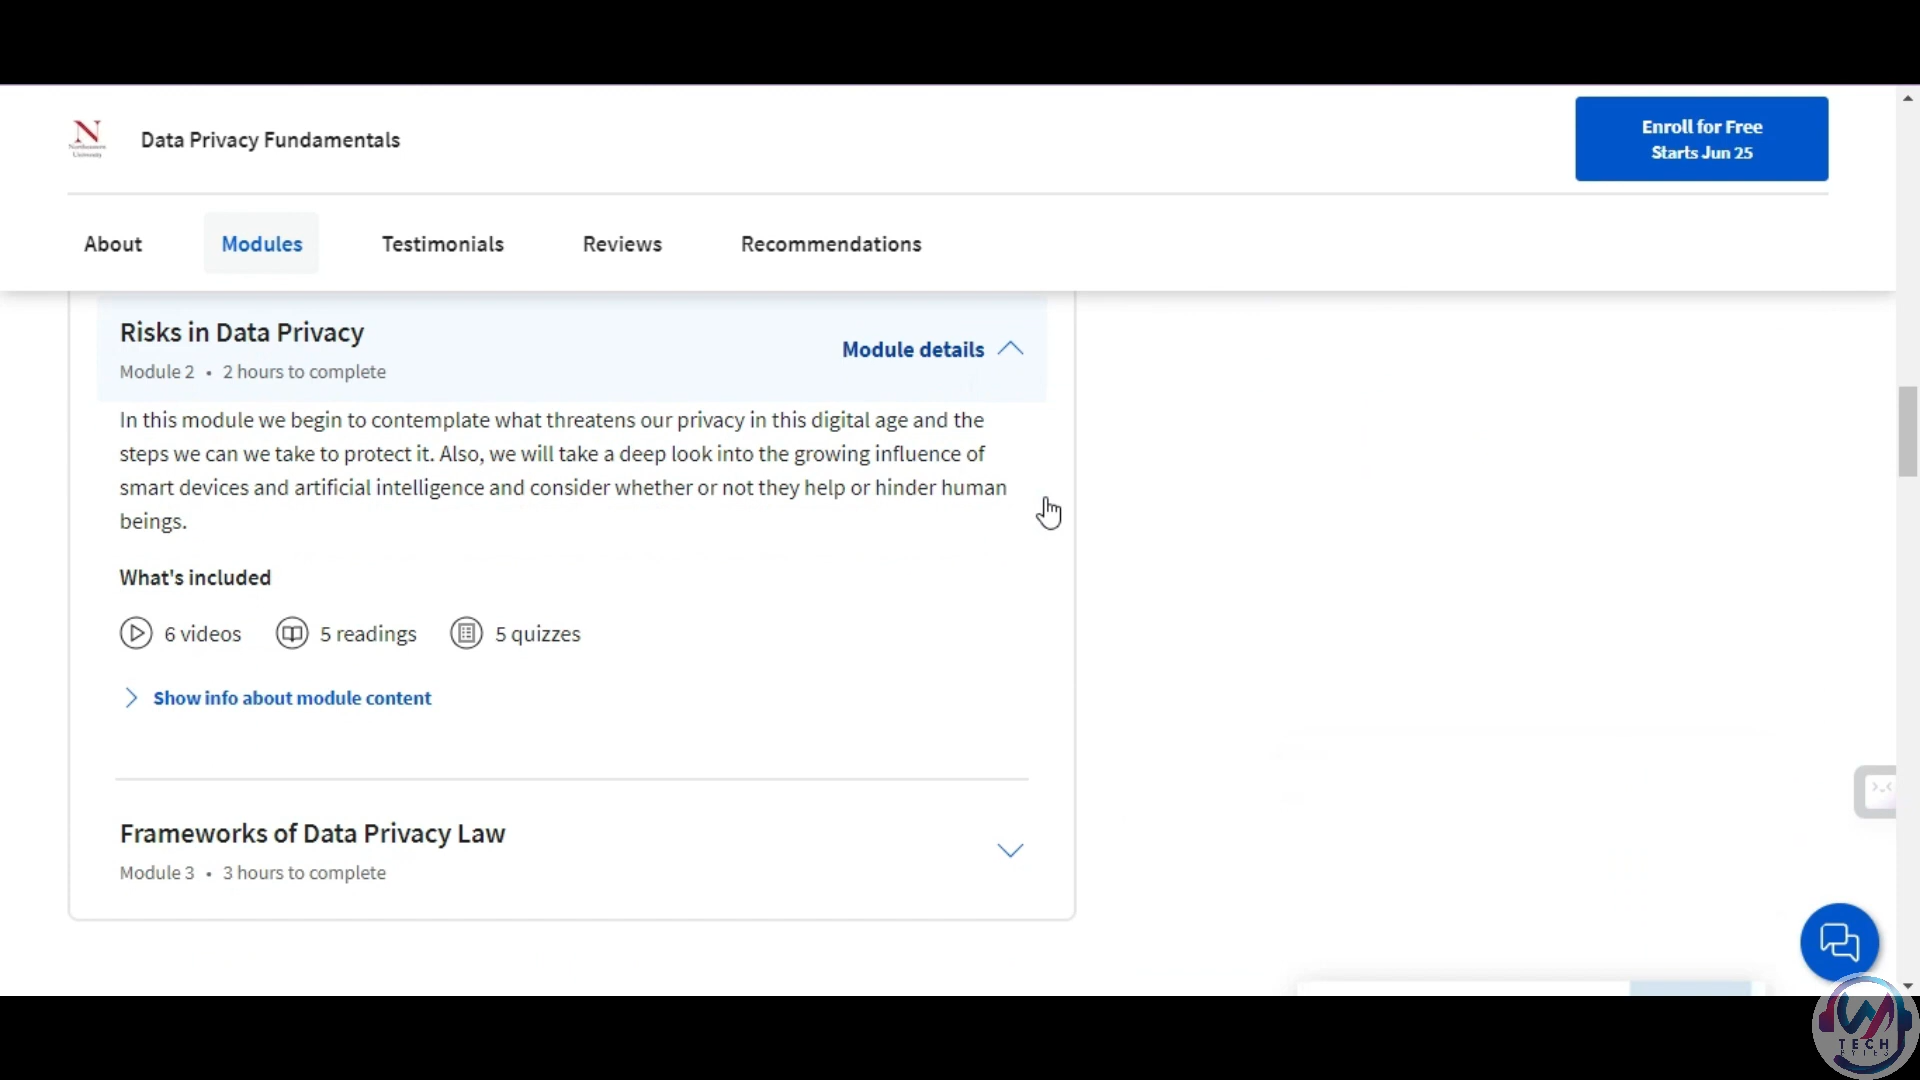 N
Northeastern
University
Data Privacy Fundamentals
Enroll for Free
Starts Jun 25
About
Modules
Testimonials
Reviews
Recommendations
Risks in Data Privacy
Module details
Module 2 • 2 hours to complete
In this module we begin to contemplate what threatens our privacy in this digital age and the
steps we can we take to protect it. Also, we will take a deep look into the growing influence of
smart devices and artificial intelligence and consider whether or not they help or hinder human
beings.
What's included
6 videos
5 readings
5 quizzes
Show info about module content
Frameworks of Data Privacy Law
Module 3 • 3 hours to complete
TECH
BYTES